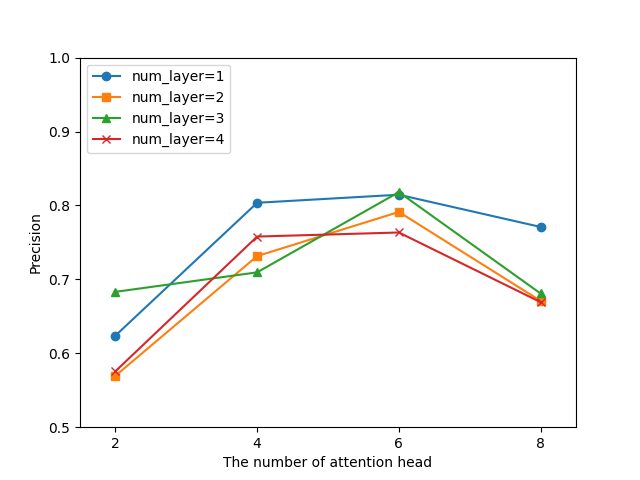 num_layer=1
num_layer=2
num_layer=3
num_layer=4
1.0
0.9
0.8
0.7
0.6
0.5
Precision
2 4 6 8
The number of attention head